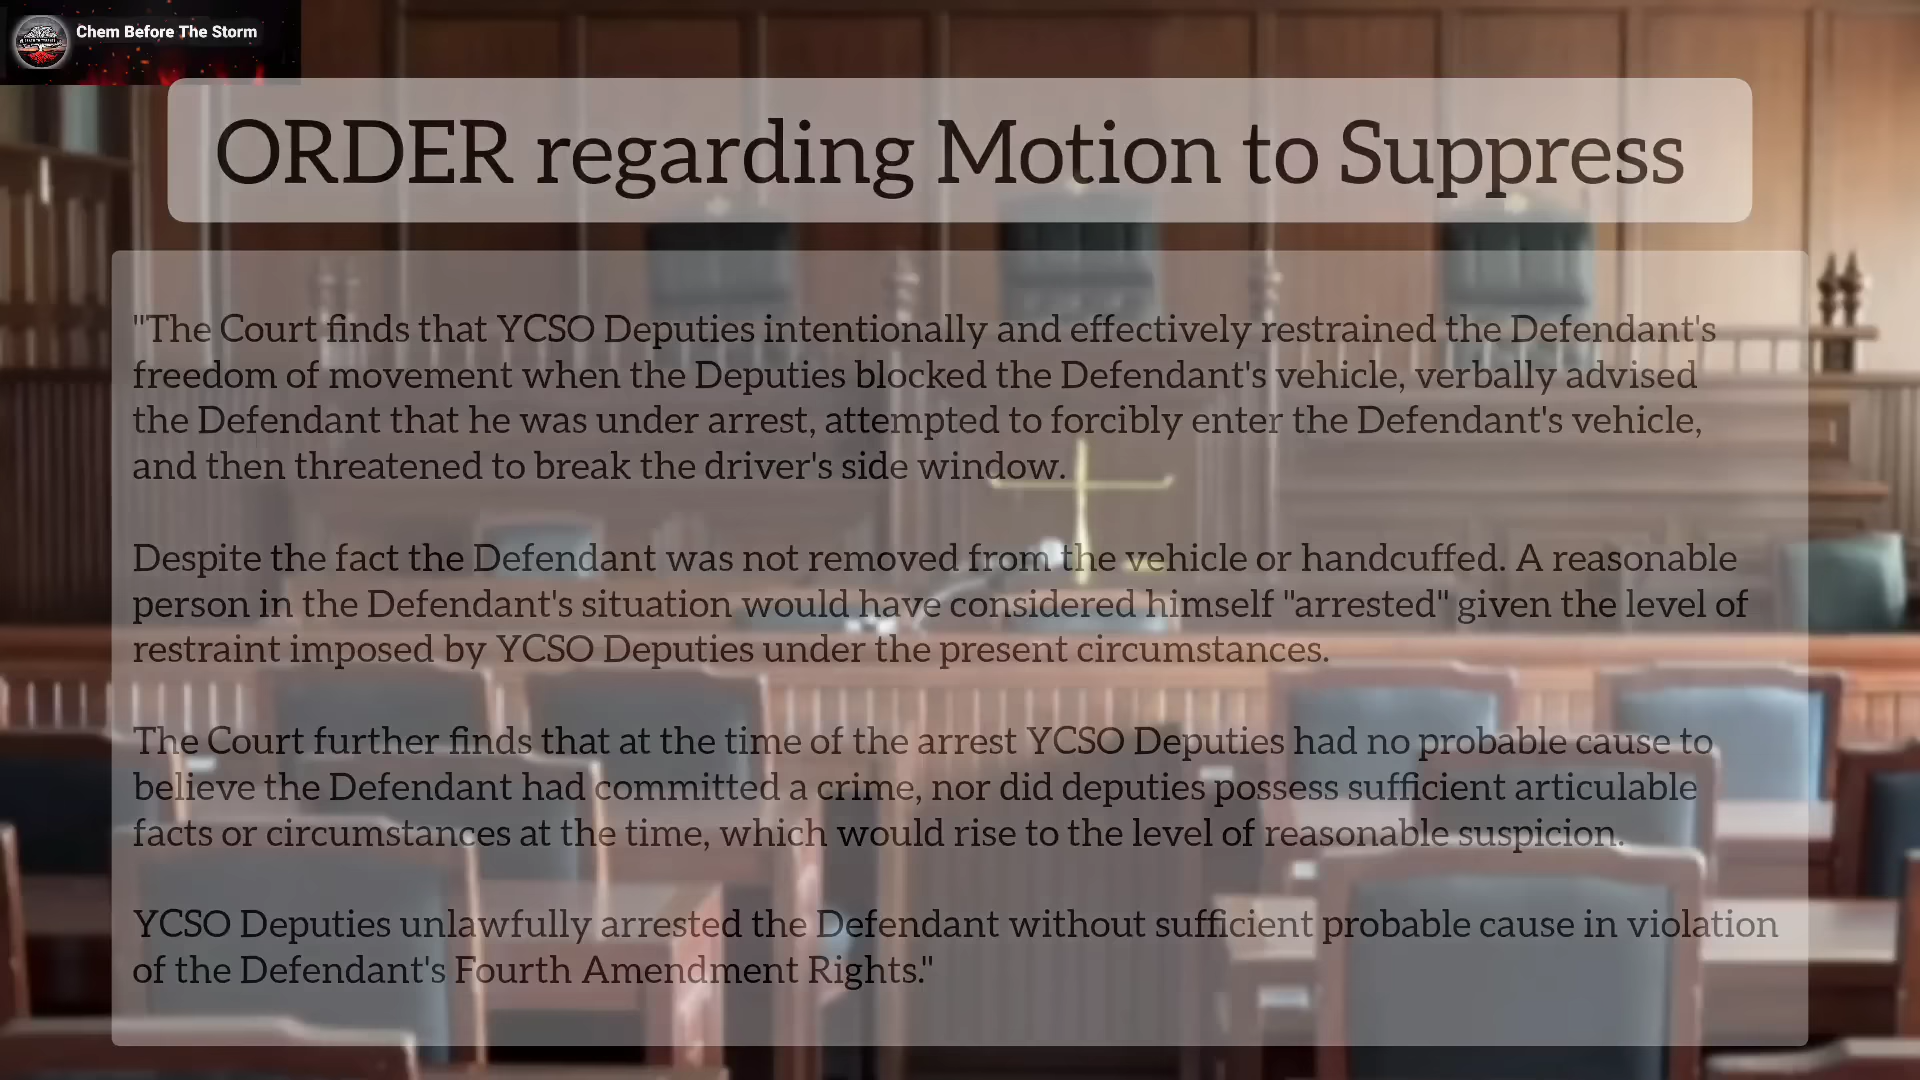 Chem Before The Storm
ORDER regarding Motion to Suppress
"The Court finds that YCSO Deputies intentionally and effectively restrained the Defendant's
freedom of movement when the Deputies blocked the Defendant's vehicle, verbally advised
the Defendant that he was under arrest, attempted to forcibly enter the Defendant's vehicle,
and then threatened to break the driver's side window.
Despite the fact the Defendant was not removed from the vehicle or handcuffed. A reasonable
person in the Defendant's situation would have considered himself "arrested" given the level of
restraint imposed by YCSO Deputies under the present circumstances.
The Court further finds that at the time of the arrest YCSO Deputies had no probable cause to
believe the Defendant had committed a crime, nor did deputies possess sufficient articulable
facts or circumstances at the time, which would rise to the level of reasonable suspicion.
YCSO Deputies unlawfully arrested the Defendant without sufficient probable cause in violation
of the Defendant's Fourth Amendment Rights."